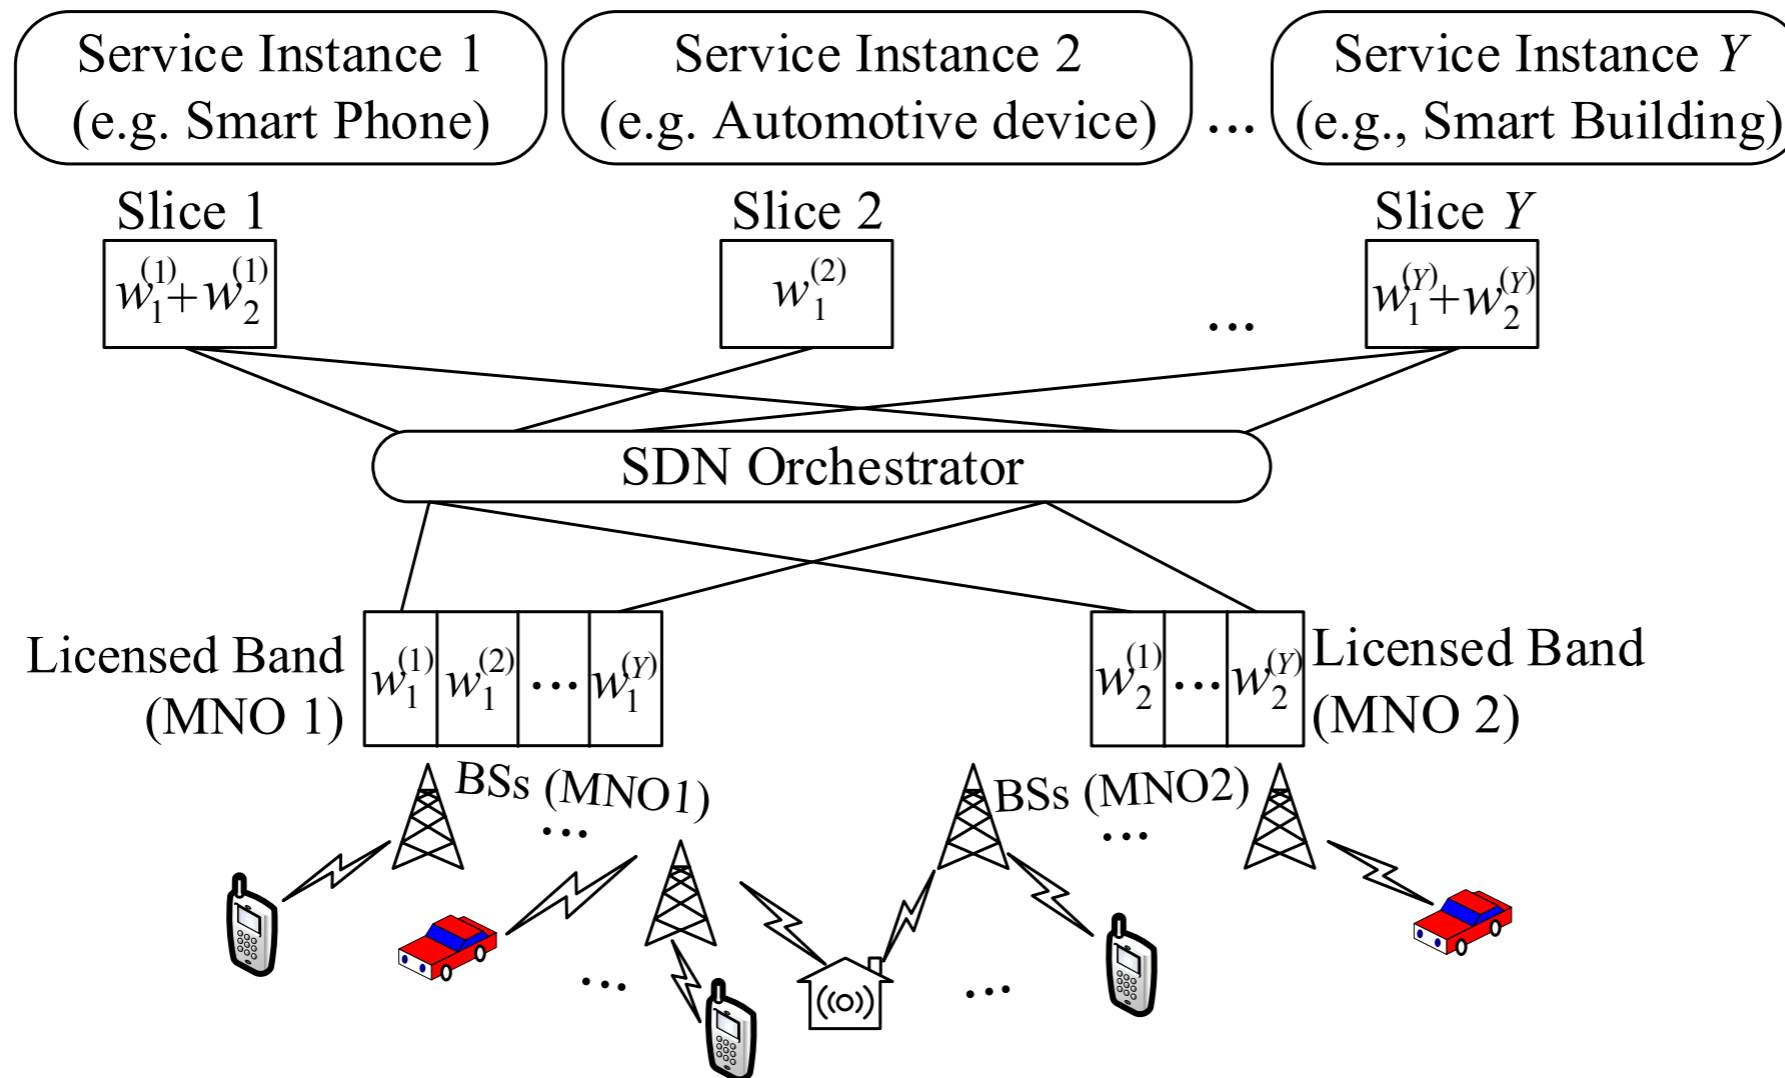 Service Instance 1
(e.g. Smart Phone)
Service Instance 2
(e.g. Automotive device)
...
Service Instance Y
(e.g., Smart Building)
Slice 1
w₁⁽¹⁾+w₂⁽¹⁾
Slice 2
w₁⁽²⁾
...
Slice Y
w₁⁽Y⁾+w₂⁽Y⁾
SDN Orchestrator
Licensed Band
(MNO 1)
w₁⁽¹⁾ w₁⁽²⁾ ... w₁⁽Y⁾
w₂⁽¹⁾ ... w₂⁽Y⁾
Licensed Band
(MNO 2)
BSs (MNO1)
...
BSs (MNO2)
...
...
...